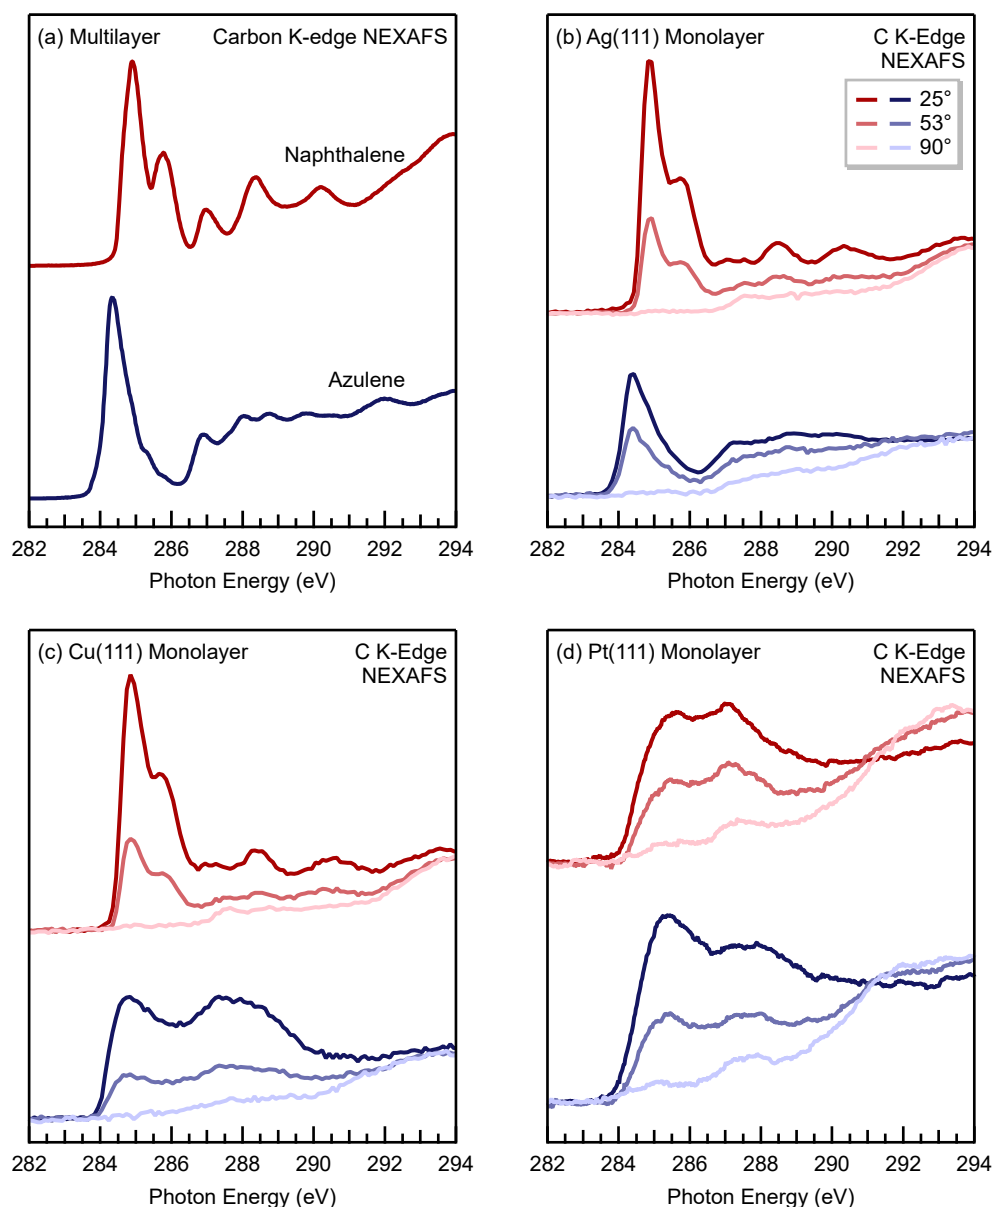 (a) Multilayer Carbon K-edge NEXAFS
Naphthalene
Azulene
282 284 286 288 290 292 294
Photon Energy (eV)
(b) Ag(111) Monolayer C K-Edge
NEXAFS
25°
53°
90°
282 284 286 288 290 292 294
Photon Energy (eV)
(c) Cu(111) Monolayer C K-Edge
NEXAFS
282 284 286 288 290 292 294
Photon Energy (eV)
(d) Pt(111) Monolayer C K-Edge
NEXAFS
282 284 286 288 290 292 294
Photon Energy (eV)